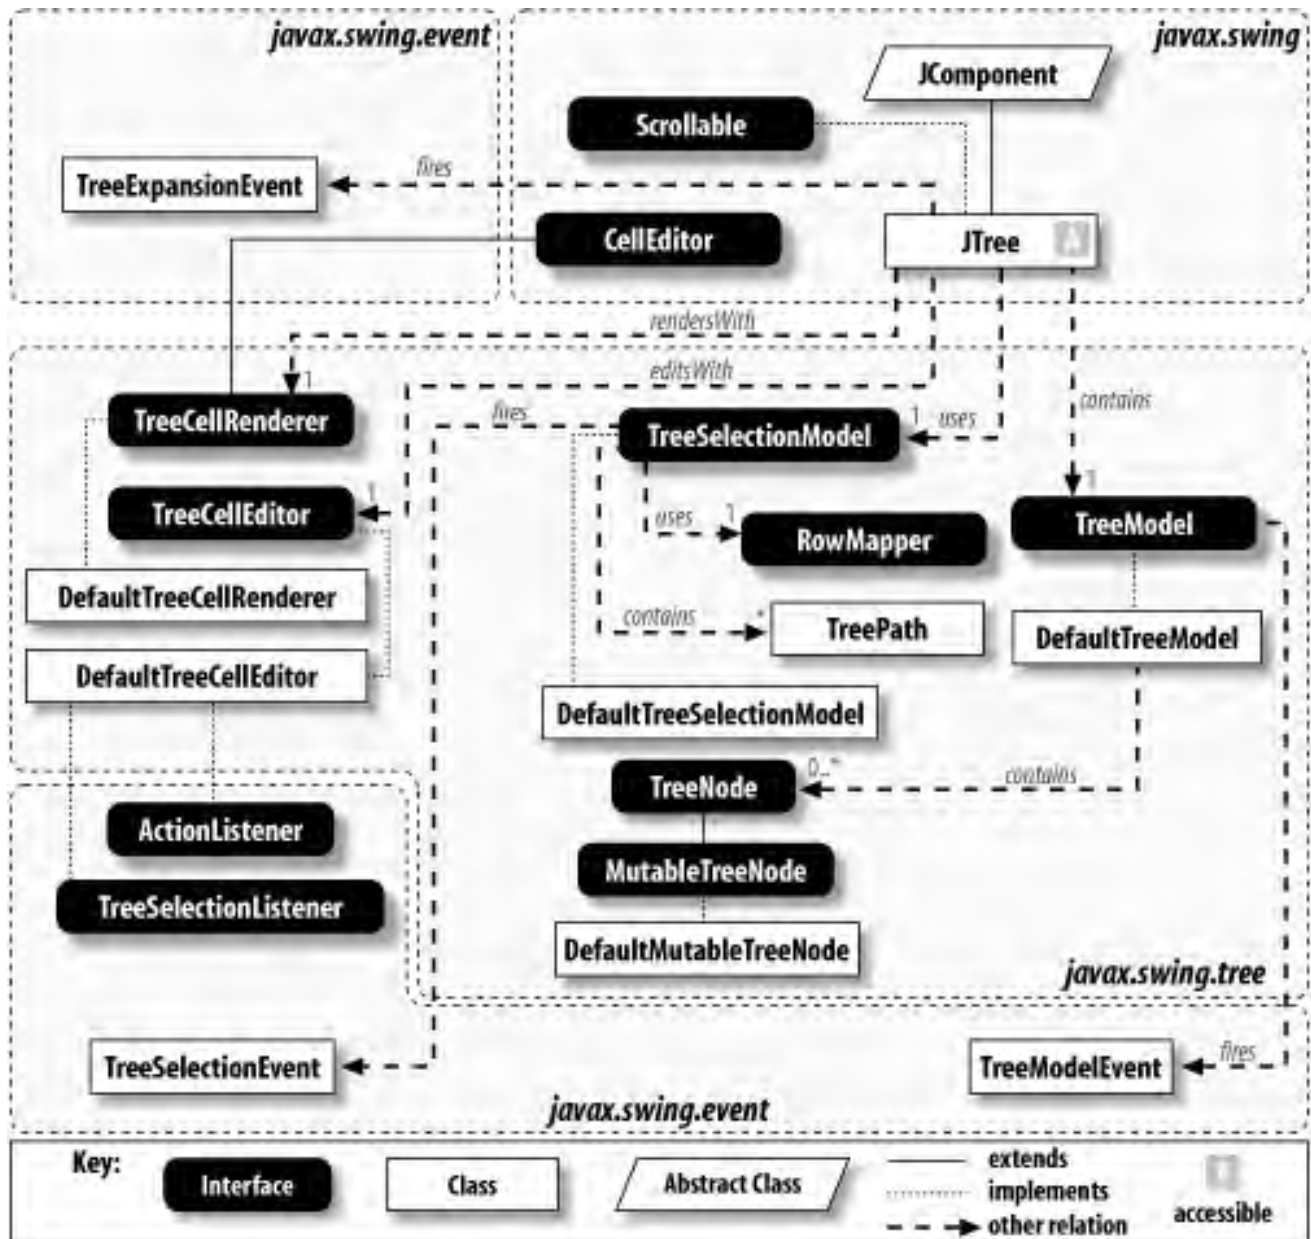 javax.swing.event
javax.swing
JComponent
Scrollable
fires
TreeExpansionEvent
CellEditor
JTree
A
rendersWith
1
editsWith
TreeCellRenderer
fires
TreeSelectionModel
1
uses
contains
TreeCellEditor
1
uses
1
RowMapper
1
TreeModel
DefaultTreeCellRenderer
contains
*
TreePath
DefaultTreeModel
DefaultTreeCellEditor
DefaultTreeSelectionModel
TreeNode
0..*
contains
ActionListener
MutableTreeNode
TreeSelectionListener
DefaultMutableTreeNode
javax.swing.tree
TreeSelectionEvent
TreeModelEvent
fires
javax.swing.event
Key:
Interface
Class
Abstract Class
extends
implements
other relation
accessible